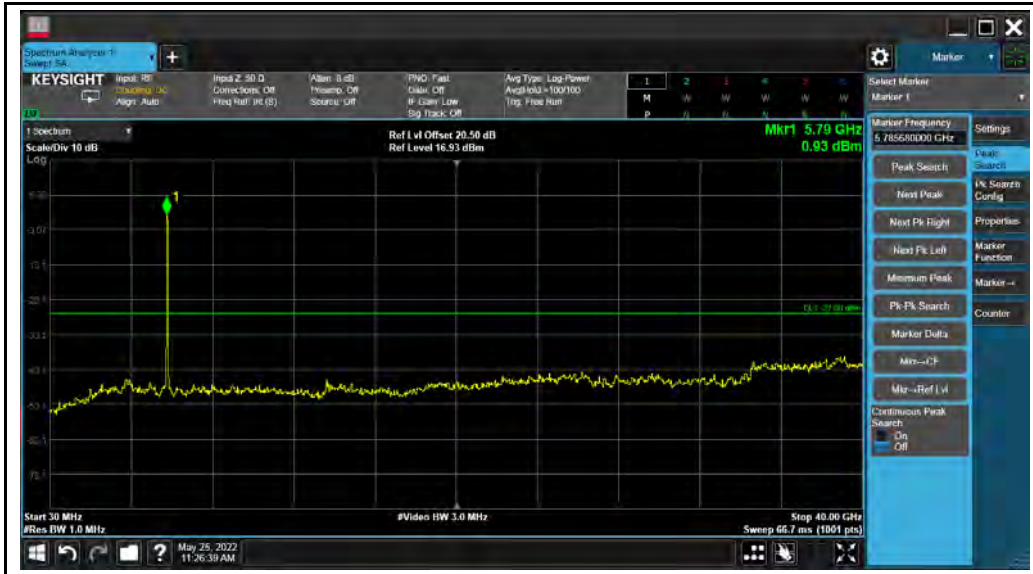 Spectrum Analyzer 1
Swept SA
+
Marker
KEYSIGHT
Input: RF
Coupling: DC
Align: Auto
Input Z: 50 Ω
Corrections: Off
Freq Ref: Int (S)
Atten: 8 dB
Preamp: Off
Source: Off
PNO: Fast
Gate: Off
IF Gain: Low
Sig Track: Off
Avg Type: Log-Power
Avg|Hold: >100/100
Trig: Free Run
1 2 3 4 5 6
M W W W W W
P N N N N N
Select Marker
Marker 1
1 Spectrum
Scale/Div 10 dB
Log
Ref Lvl Offset 20.50 dB
Ref Level 16.93 dBm
Mkr1 5.79 GHz
0.93 dBm
1
-3.07
Marker Frequency
5.785680000 GHz
Peak Search
Next Peak
Next Pk Right
Next Pk Left
Minimum Peak
Pk-Pk Search
Marker Delta
Mkr→CF
Mkr→Ref Lvl
Continuous Peak
Search
On
Off
Settings
Peak
Search
Pk Search
Config
Properties
Marker
Function
Marker→
Counter
Start 30 MHz
#Res BW 1.0 MHz
#Video BW 3.0 MHz
Stop 40.00 GHz
Sweep 66.7 ms (1001 pts)
?
May 25, 2022
11:26:39 AM